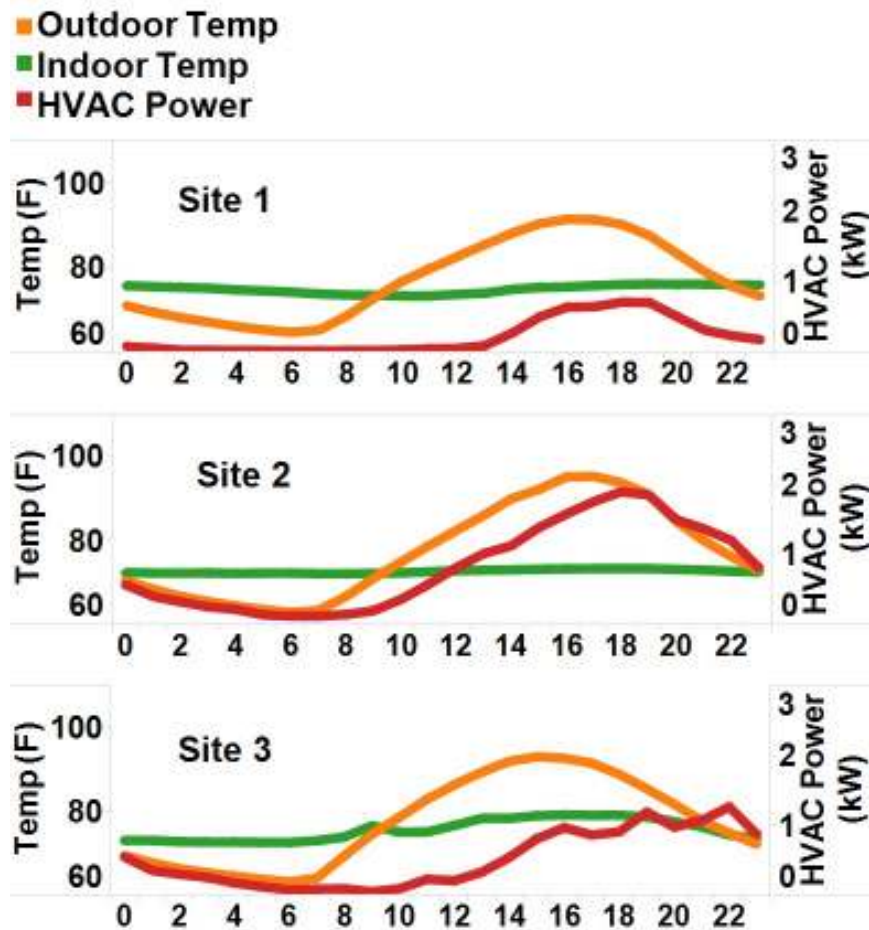 Outdoor Temp
Indoor Temp
HVAC Power
Site 1
Temp (F)
100
80
60
3
2
1
0
HVAC Power
(kW)
0 2 4 6 8 10 12 14 16 18 20 22
Site 2
Temp (F)
100
80
60
3
2
1
0
HVAC Power
(kW)
0 2 4 6 8 10 12 14 16 18 20 22
Site 3
Temp (F)
100
80
60
3
2
1
0
HVAC Power
(kW)
0 2 4 6 8 10 12 14 16 18 20 22